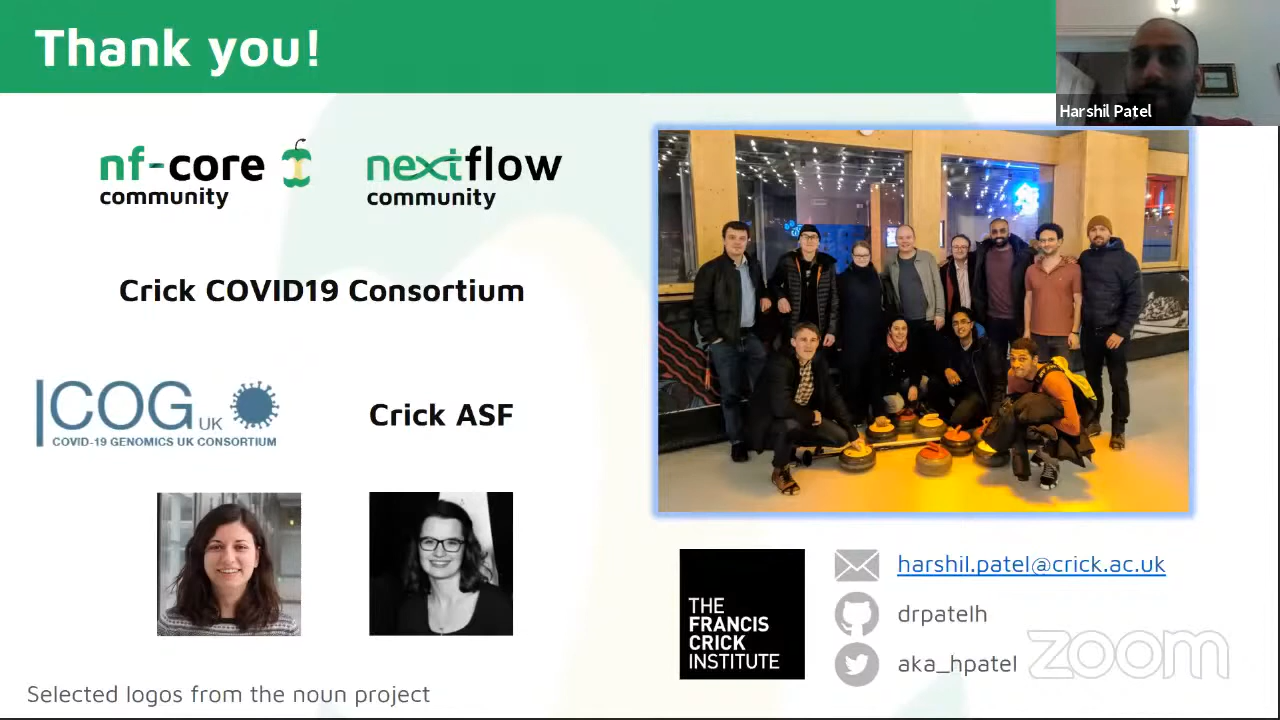 Thank you!
Harshil Patel
nf-core
community
nextflow
community
Crick COVID19 Consortium
COG UK
COVID-19 GENOMICS UK CONSORTIUM
Crick ASF
THE
FRANCIS
CRICK
INSTITUTE
harshil.patel@crick.ac.uk
drpatelh
aka_hpatel
zoom
Selected logos from the noun project